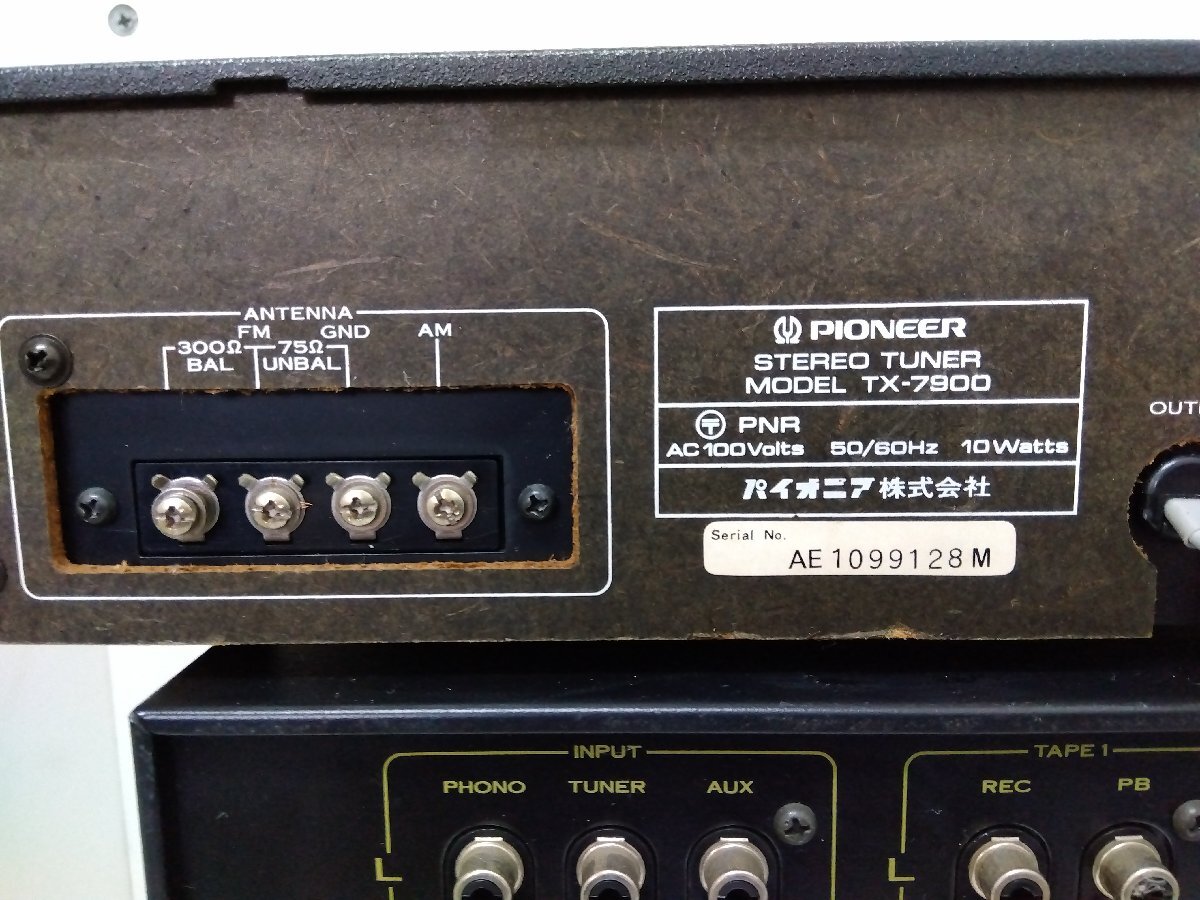 ANTENNA
FM GND AM
300Ω 75Ω
BAL UNBAL
PIONEER
STEREO TUNER
MODEL TX-7900
〒 PNR
AC 100Volts 50/60Hz 10Watts
パイオニア株式会社
Serial No.
AE1099128M
INPUT
PHONO TUNER AUX
L
TAPE 1
REC PB
L